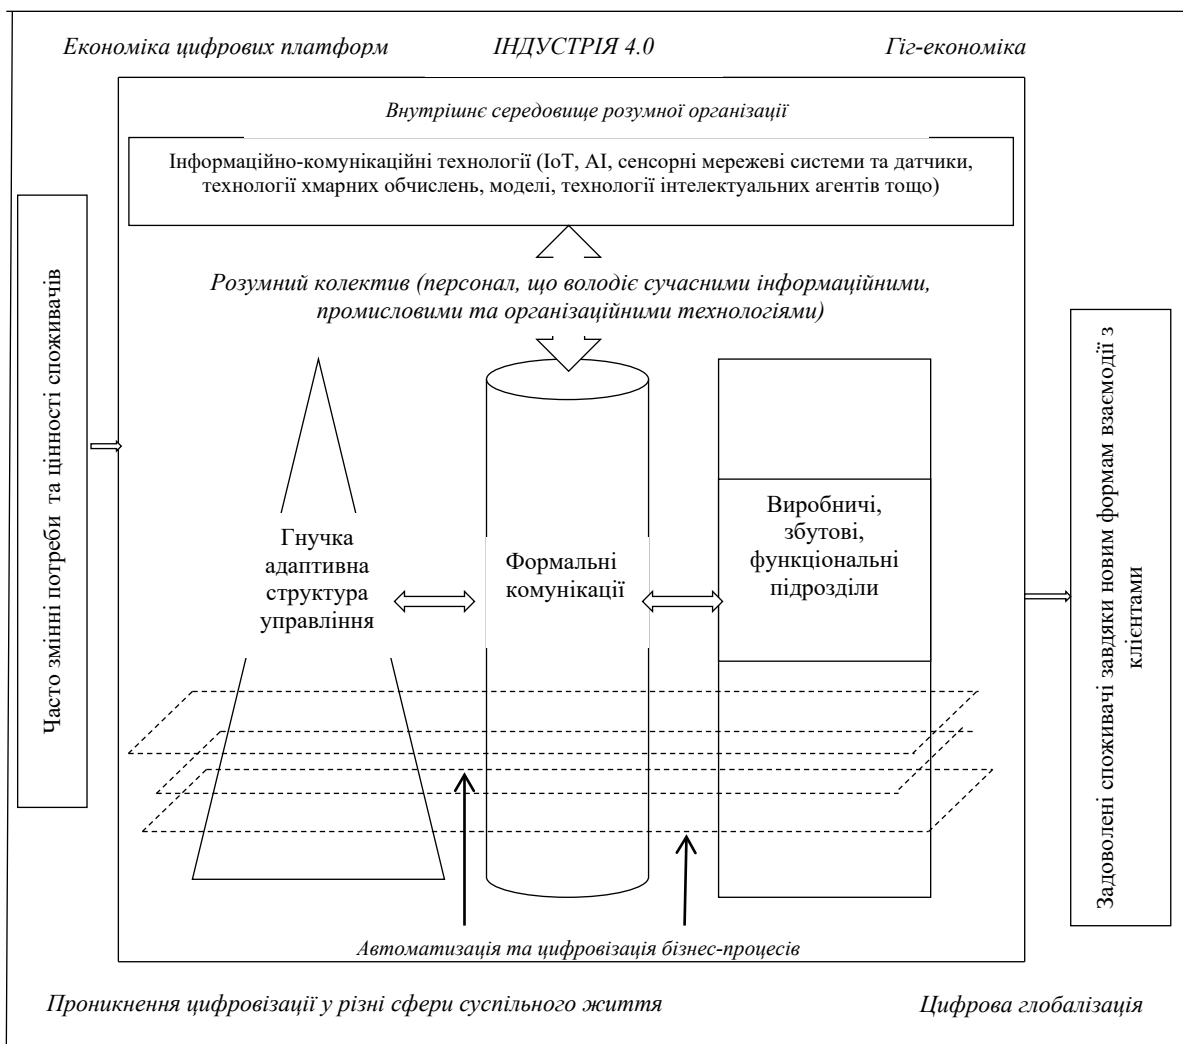 Економіка цифрових платформ
ІНДУСТРІЯ 4.0
Гіг-економіка
Внутрішнє середовище розумної організації
Інформаційно-комунікаційні технології (ІоТ, АІ, сенсорні мережеві системи та датчики,
технології хмарних обчислень, моделі, технології інтелектуальних агентів тощо)
Розумний колектив (персонал, що володіє сучасними інформаційними,
промисловими та організаційними технологіями)
Часто змінні потреби  та цінності споживачів
Гнучка
адаптивна
структура
управління
Формальні
комунікації
Виробничі,
збутові,
функціональні
підрозділи
Задоволені споживачі завдяки новим формам взаємодії з
клієнтами
Автоматизація та цифровізація бізнес-процесів
Проникнення цифровізації у різні сфери суспільного життя
Цифрова глобалізація